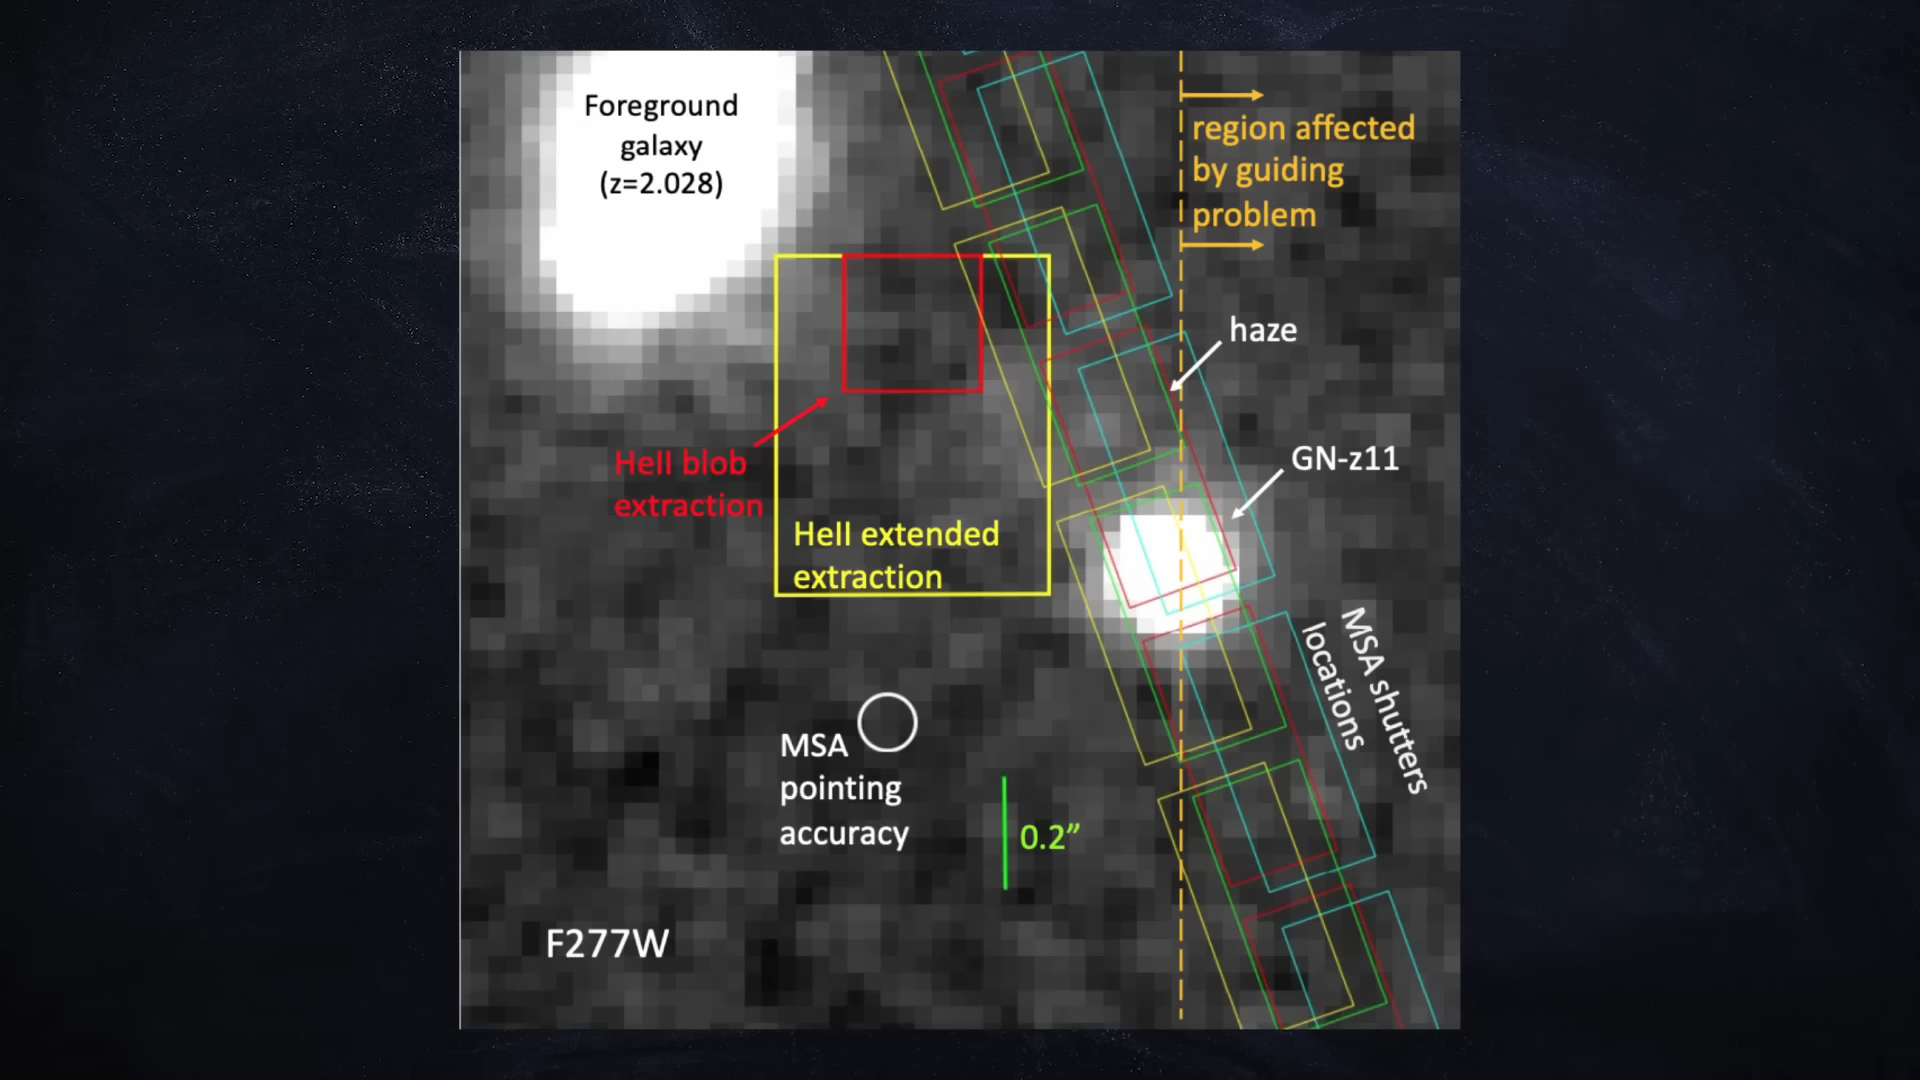 Foreground
galaxy
(z=2.028)
region affected
by guiding
problem
haze
GN-z11
HeII blob
extraction
HeII extended
extraction
MSA shutters
locations
MSA
pointing
accuracy
0.2”
F277W